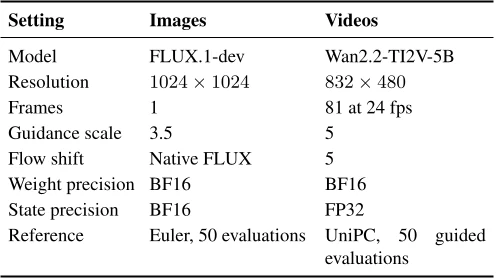 Setting Images Videos
Model FLUX.1-dev Wan2.2-TI2V-5B
Resolution 1024 × 1024 832 × 480
Frames 1 81 at 24 fps
Guidance scale 3.5 5
Flow shift Native FLUX 5
Weight precision BF16 BF16
State precision BF16 FP32
Reference Euler, 50 evaluations UniPC, 50 guided
evaluations